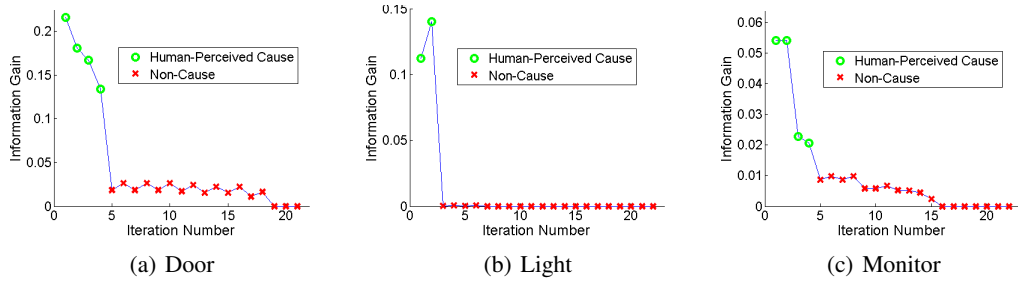 Information Gain
0.2
0.15
0.1
0.05
0
0 5 10 15 20
Iteration Number
Human-Perceived Cause
Non-Cause
(a) Door
Information Gain
0.15
0.1
0.05
0
0 5 10 15 20
Iteration Number
Human-Perceived Cause
Non-Cause
(b) Light
Information Gain
0.06
0.05
0.04
0.03
0.02
0.01
0
0 5 10 15 20
Iteration Number
Human-Perceived Cause
Non-Cause
(c) Monitor